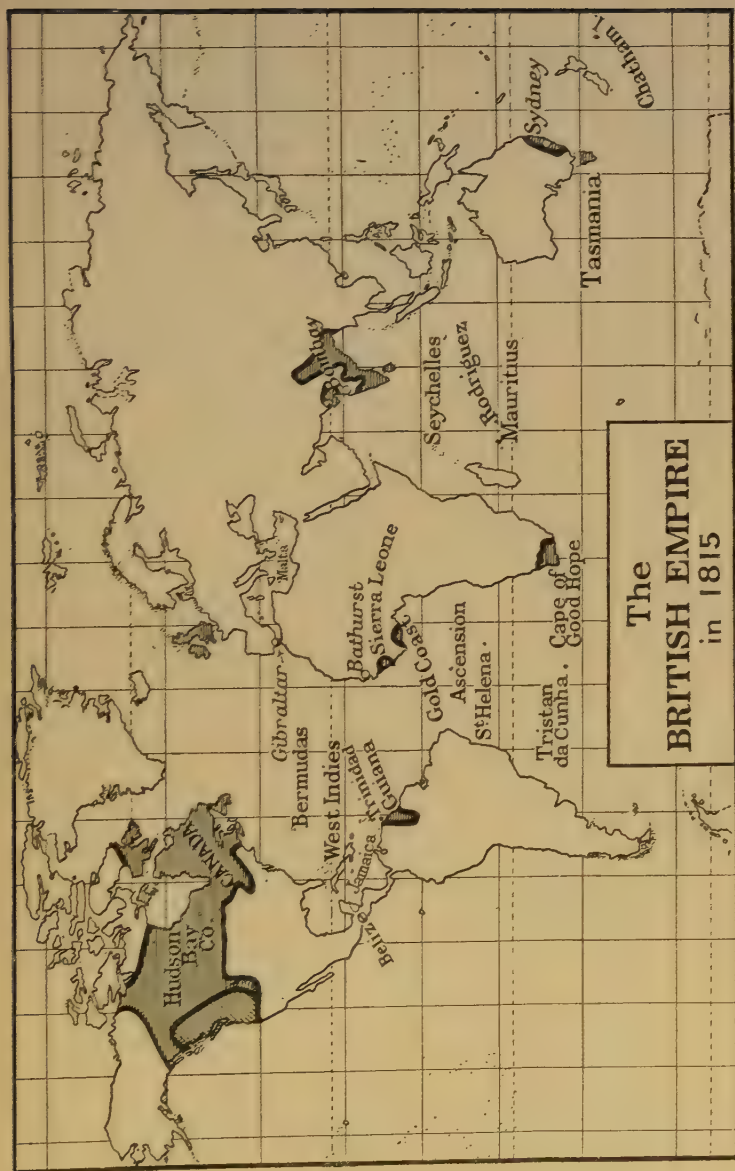 Hudson
Bay
Co.
CANADA
Gibraltar
Malta
Bermudas
West Indies
Jamaica
Trinidad
Guiana
Belize
Bathurst
Sierra Leone
Gold Coast
Ascension
St. Helena
Tristan
da Cunha
Cape of
Good Hope
Bombay
Seychelles
Rodriguez
Mauritius
Sydney
Tasmania
Chatham I.
The
BRITISH EMPIRE
in 1815